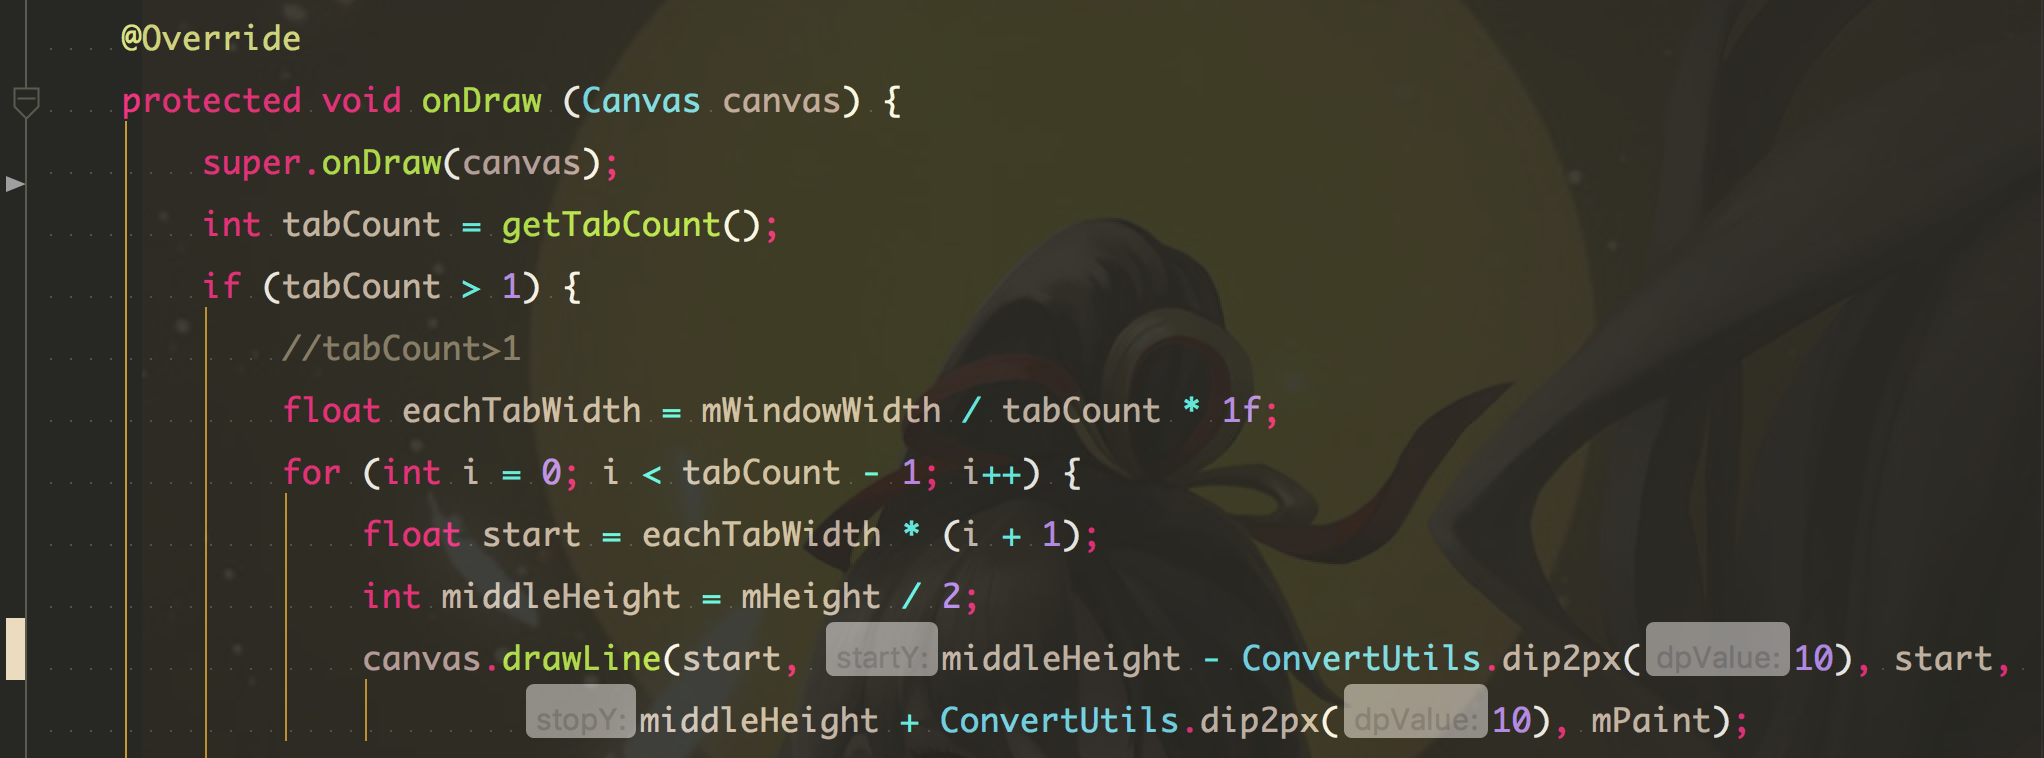 @Override
protected void onDraw (Canvas canvas) {
super.onDraw(canvas);
int tabCount = getTabCount();
if (tabCount > 1) {
//tabCount>1
float eachTabWidth = mWindowWidth / tabCount * 1f;
for (int i = 0; i < tabCount - 1; i++) {
float start = eachTabWidth * (i + 1);
int middleHeight = mHeight / 2;
canvas.drawLine(start, startY: middleHeight - ConvertUtils.dip2px( dpValue: 10), start,
stopY: middleHeight + ConvertUtils.dip2px( dpValue: 10), mPaint);